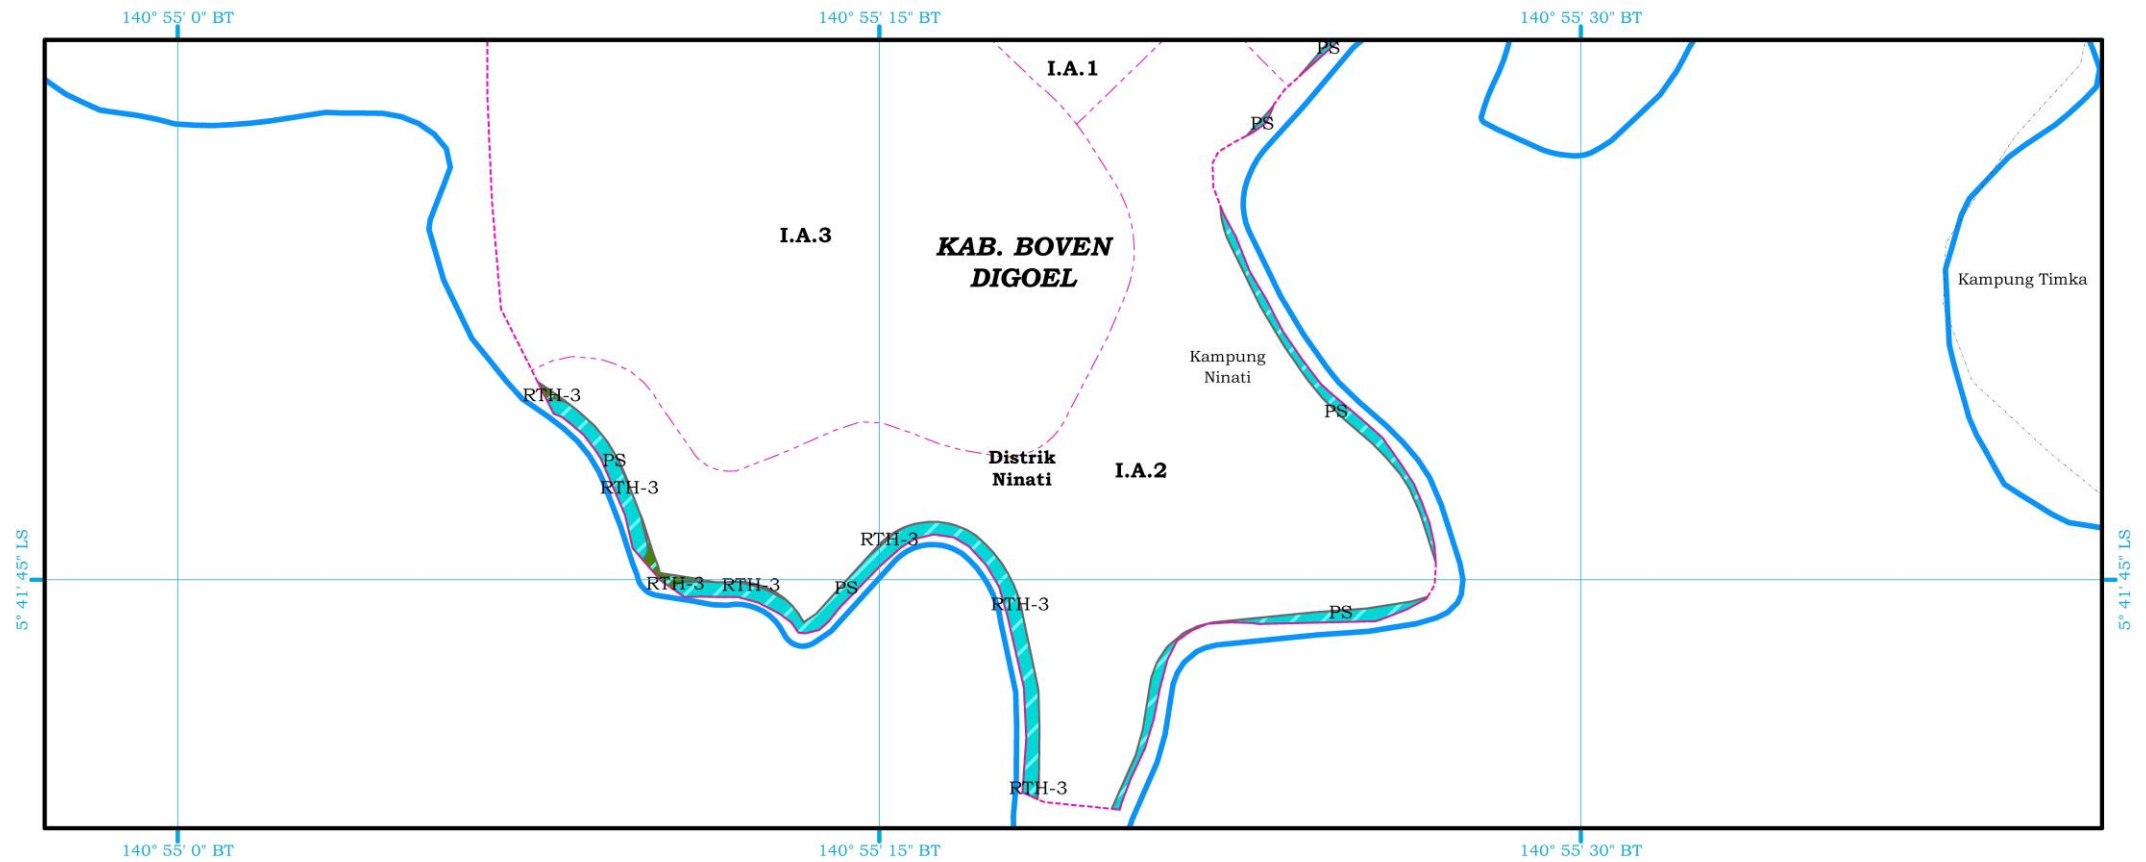 140° 55' 0" BT
140° 55' 15" BT
140° 55' 30" BT
PS
I.A.1
PS
I.A.3
KAB. BOVEN
DIGOEL
Kampung Timka
Kampung
Ninati
RTH-3
PS
PS
Distrik
Ninati
I.A.2
RTH-3
RTH-3
5° 41' 45" LS
5° 41' 45" LS
RTH-3
RTH-3
PS
RTH-3
PS
RTH-3
140° 55' 0" BT
140° 55' 15" BT
140° 55' 30" BT